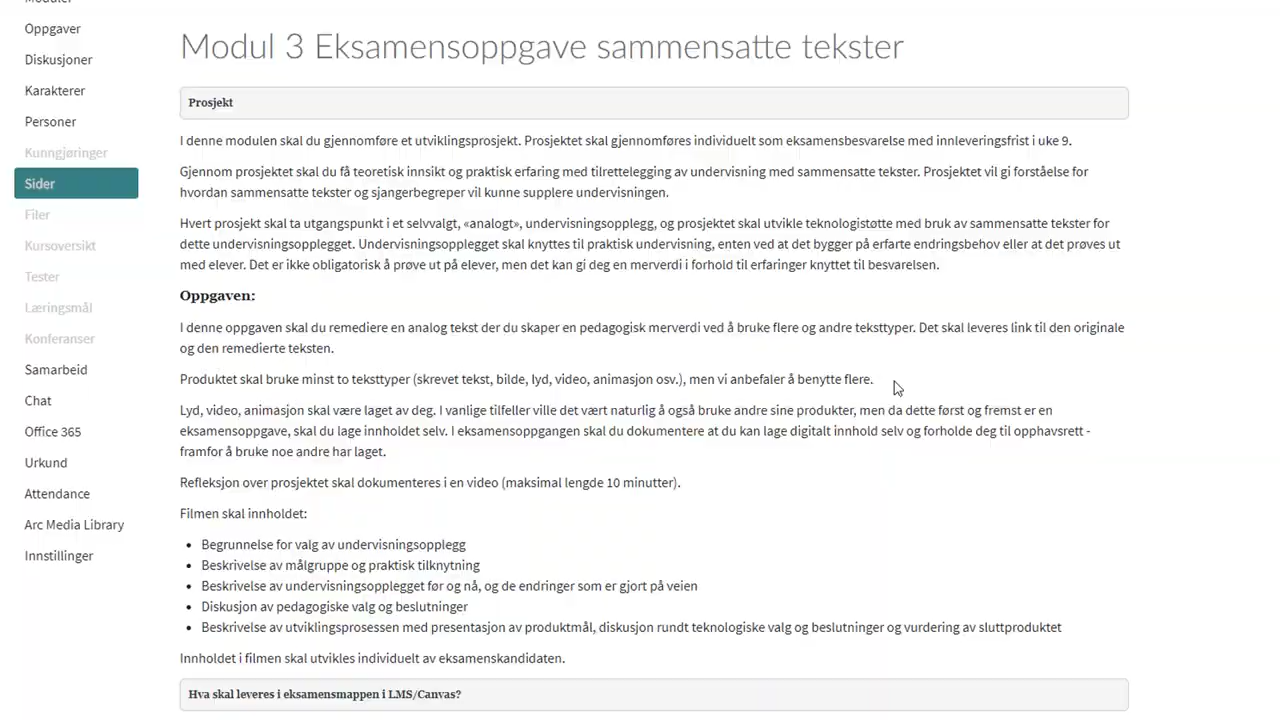 Moduler
Oppgaver
Diskusjoner
Karakterer
Personer
Kunngjøringer
Sider
Filer
Kursoversikt
Tester
Læringsmål
Konferanser
Samarbeid
Chat
Office 365
Urkund
Attendance
Arc Media Library
Innstillinger
Modul 3 Eksamensoppgave sammensatte tekster
Prosjekt
I denne modulen skal du gjennomføre et utviklingsprosjekt. Prosjektet skal gjennomføres individuelt som eksamensbesvarelse med innleveringsfrist i uke 9.
Gjennom prosjektet skal du få teoretisk innsikt og praktisk erfaring med tilrettelegging av undervisning med sammensatte tekster. Prosjektet vil gi forståelse for
hvordan sammensatte tekster og sjangerbegreper vil kunne supplere undervisningen.
Hvert prosjekt skal ta utgangspunkt i et selvvalgt, «analogt», undervisningsopplegg, og prosjektet skal utvikle teknologistøtte med bruk av sammensatte tekster for
dette undervisningsopplegget. Undervisningsopplegget skal knyttes til praktisk undervisning, enten ved at det bygger på erfarte endringsbehov eller at det prøves ut
med elever. Det er ikke obligatorisk å prøve ut på elever, men det kan gi deg en merverdi i forhold til erfaringer knyttet til besvarelsen.
Oppgaven:
I denne oppgaven skal du remediere en analog tekst der du skaper en pedagogisk merverdi ved å bruke flere og andre teksttyper. Det skal leveres link til den originale
og den remedierte teksten.
Produktet skal bruke minst to teksttyper (skrevet tekst, bilde, lyd, video, animasjon osv.), men vi anbefaler å benytte flere.
Lyd, video, animasjon skal være laget av deg. I vanlige tilfeller ville det vært naturlig å også bruke andre sine produkter, men da dette først og fremst er en
eksamensoppgave, skal du lage innholdet selv. I eksamensoppgangen skal du dokumentere at du kan lage digitalt innhold selv og forholde deg til opphavsrett -
framfor å bruke noe andre har laget.
Refleksjon over prosjektet skal dokumenteres i en video (maksimal lengde 10 minutter).
Filmen skal innholdet:
• Begrunnelse for valg av undervisningsopplegg
• Beskrivelse av målgruppe og praktisk tilknytning
• Beskrivelse av undervisningsopplegget før og nå, og de endringer som er gjort på veien
• Diskusjon av pedagogiske valg og beslutninger
• Beskrivelse av utviklingsprosessen med presentasjon av produktmål, diskusjon rundt teknologiske valg og beslutninger og vurdering av sluttproduktet
Innholdet i filmen skal utvikles individuelt av eksamenskandidaten.
Hva skal leveres i eksamensmappen i LMS/Canvas?